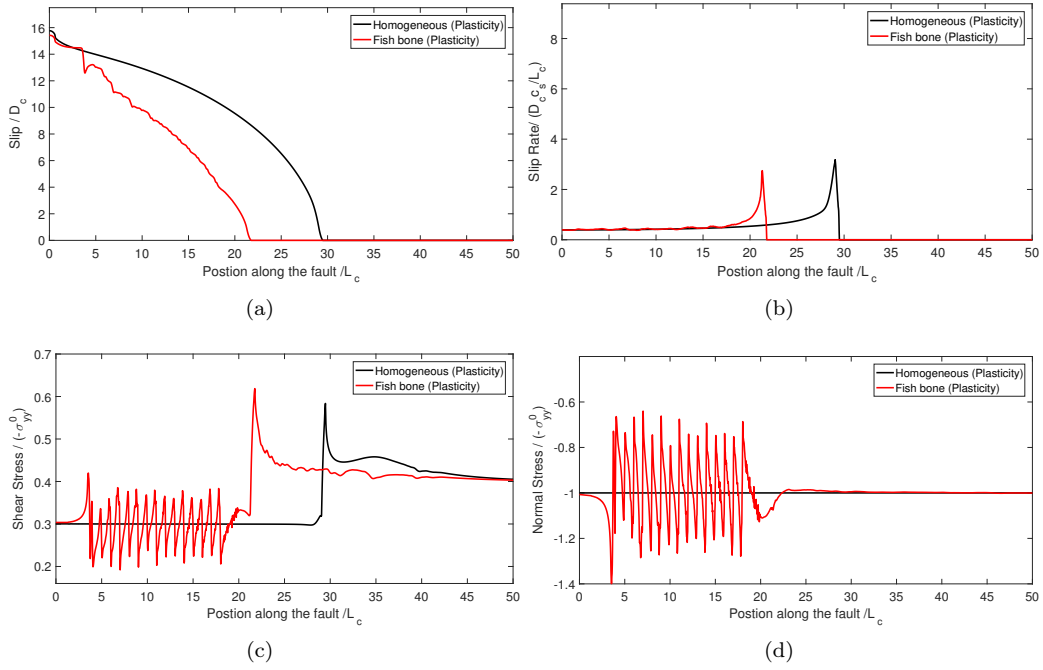 Homogeneous (Plasticity)
Fish bone (Plasticity)
Slip / D c
16
14
12
10
8
6
4
2
0
0 5 10 15 20 25 30 35 40 45 50
Postion along the fault /L c
(a)
Homogeneous (Plasticity)
Fish bone (Plasticity)
Slip Rate/ (D c c s /L c )
8
6
4
2
0
0 5 10 15 20 25 30 35 40 45 50
Postion along the fault /L c
(b)
Homogeneous (Plasticity)
Fish bone (Plasticity)
Shear Stress / (- σ 0 yy )
0.7
0.6
0.5
0.4
0.3
0.2
0 5 10 15 20 25 30 35 40 45 50
Postion along the fault /L c
(c)
Homogeneous (Plasticity)
Fish bone (Plasticity)
Normal Stress / (- σ 0 yy )
-0.6
-0.8
-1
-1.2
-1.4
0 5 10 15 20 25 30 35 40 45 50
Postion along the fault /L c
(d)